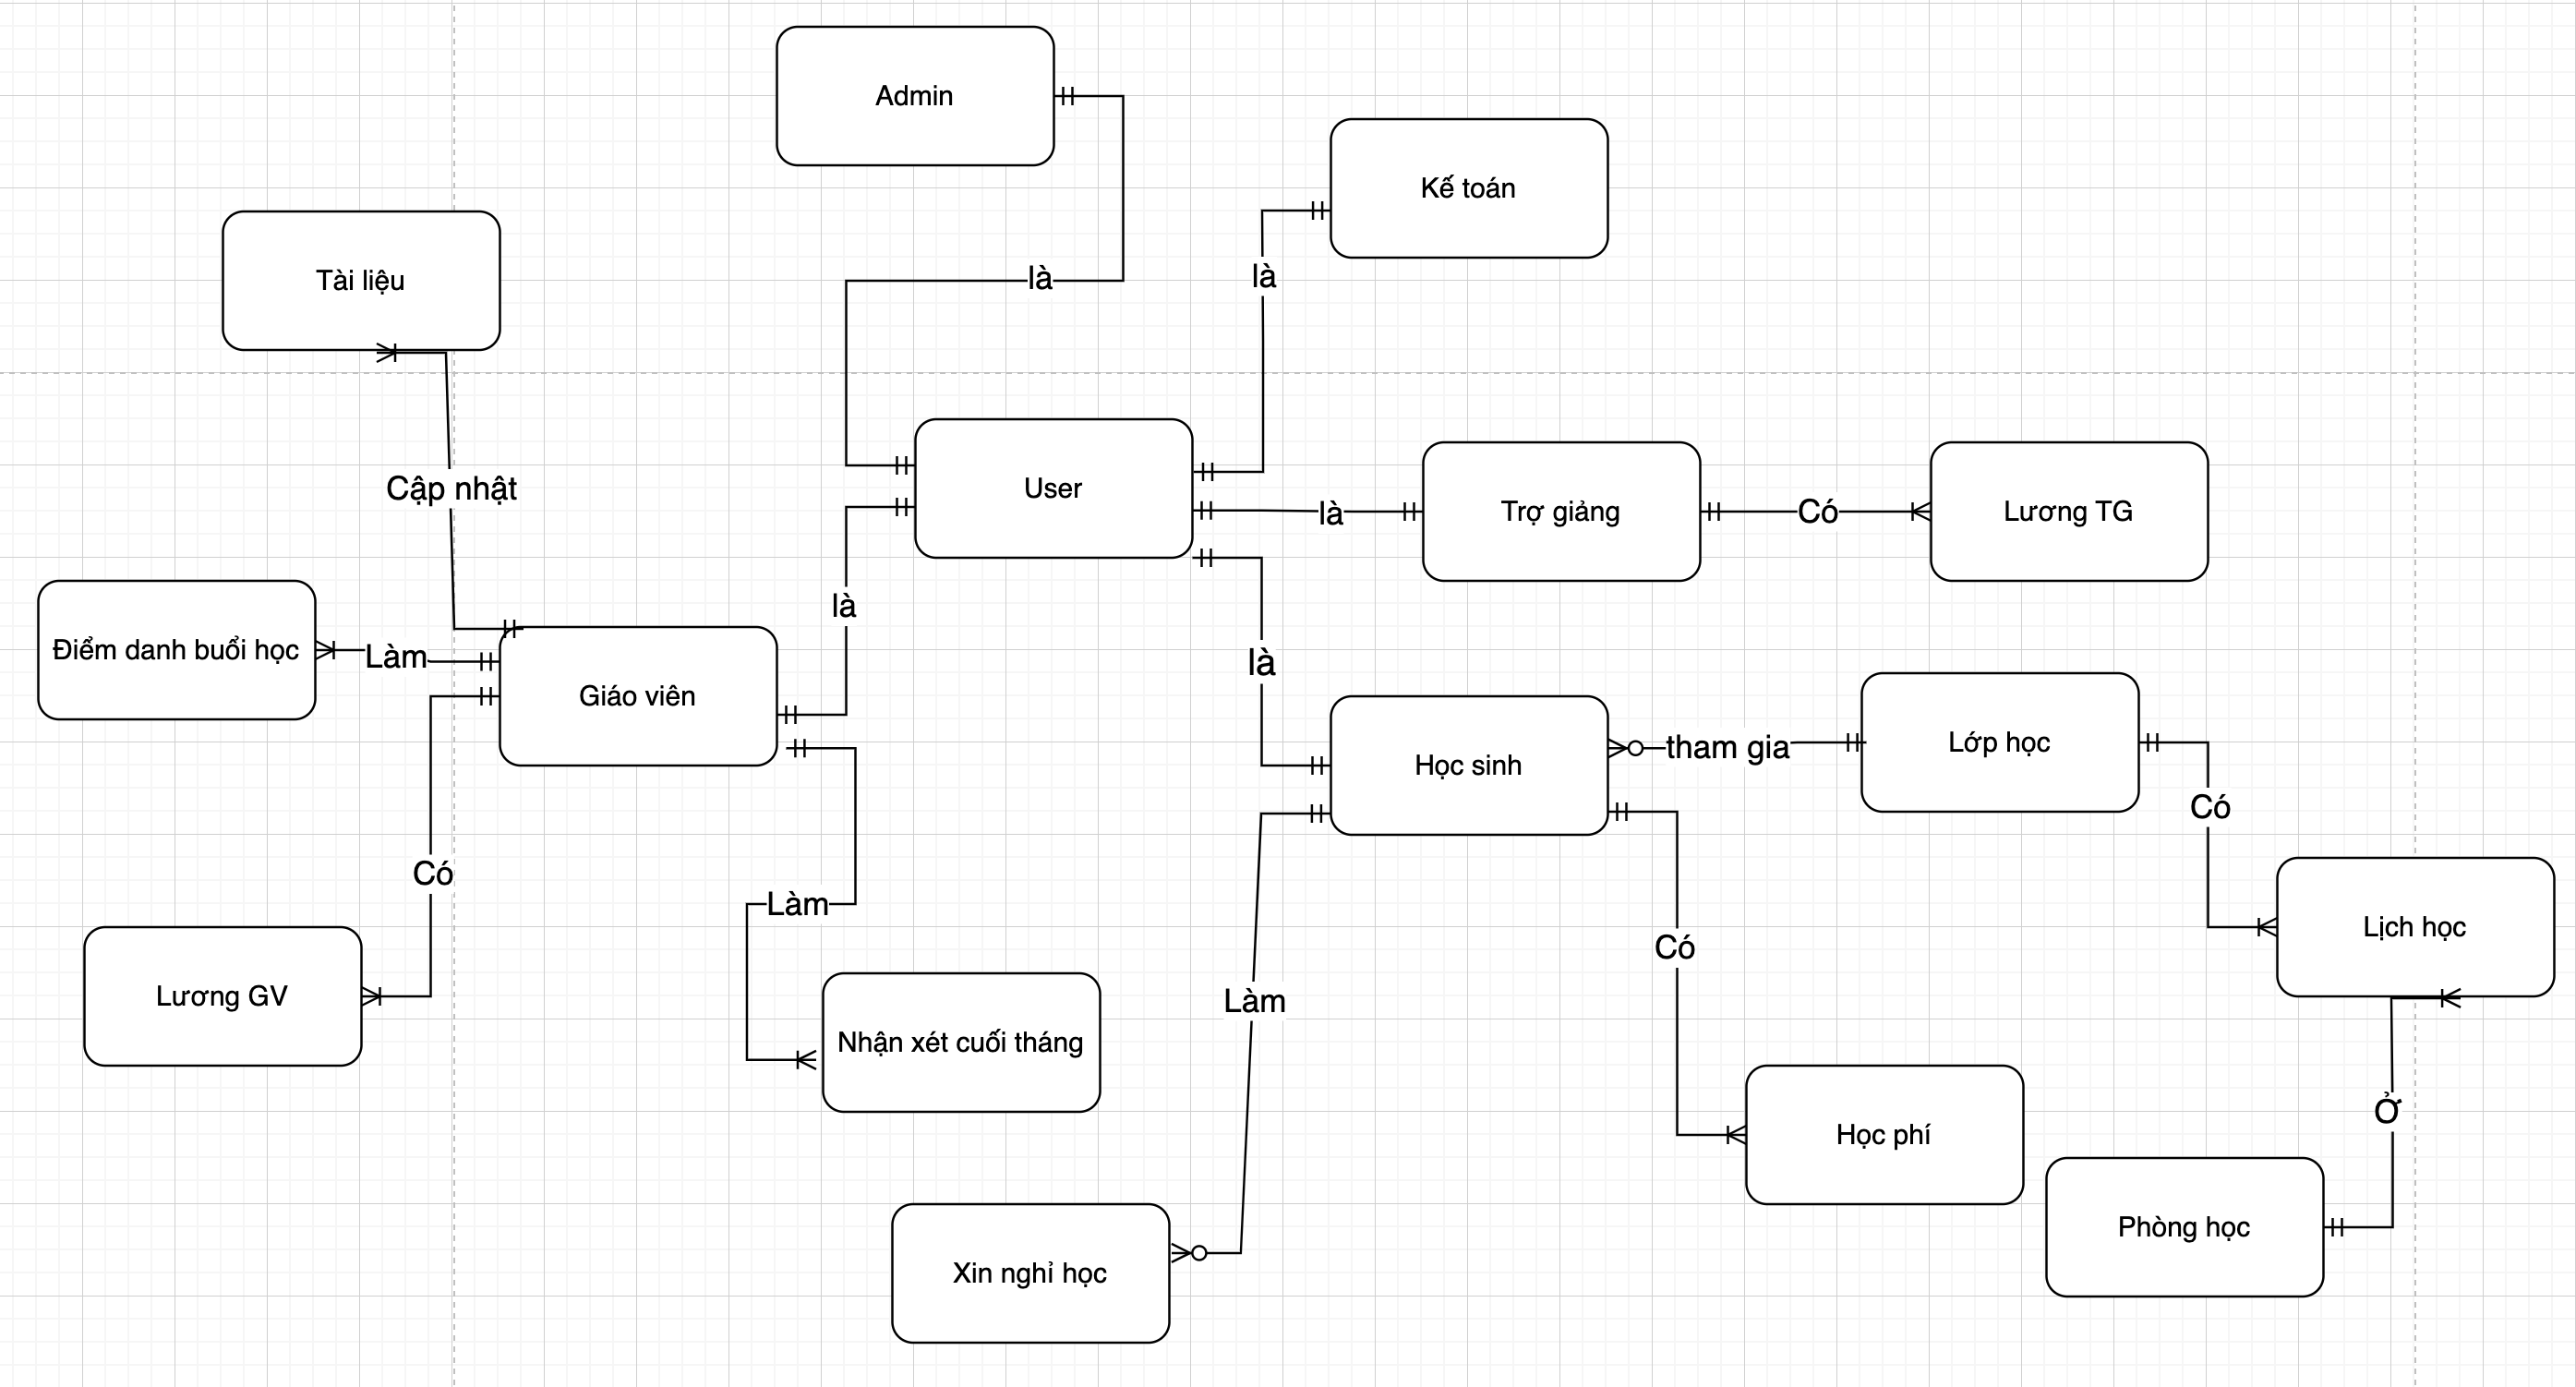 Admin
Kế toán
là
là
Tài liệu
Cập nhật
User
là
Trợ giảng
Có
Lương TG
là
là
Điểm danh buổi học
Làm
Giáo viên
Học sinh
tham gia
Lớp học
Có
Có
Làm
Có
Lịch học
Lương GV
Nhận xét cuối tháng
Làm
Học phí
Ở
Phòng học
Xin nghỉ học